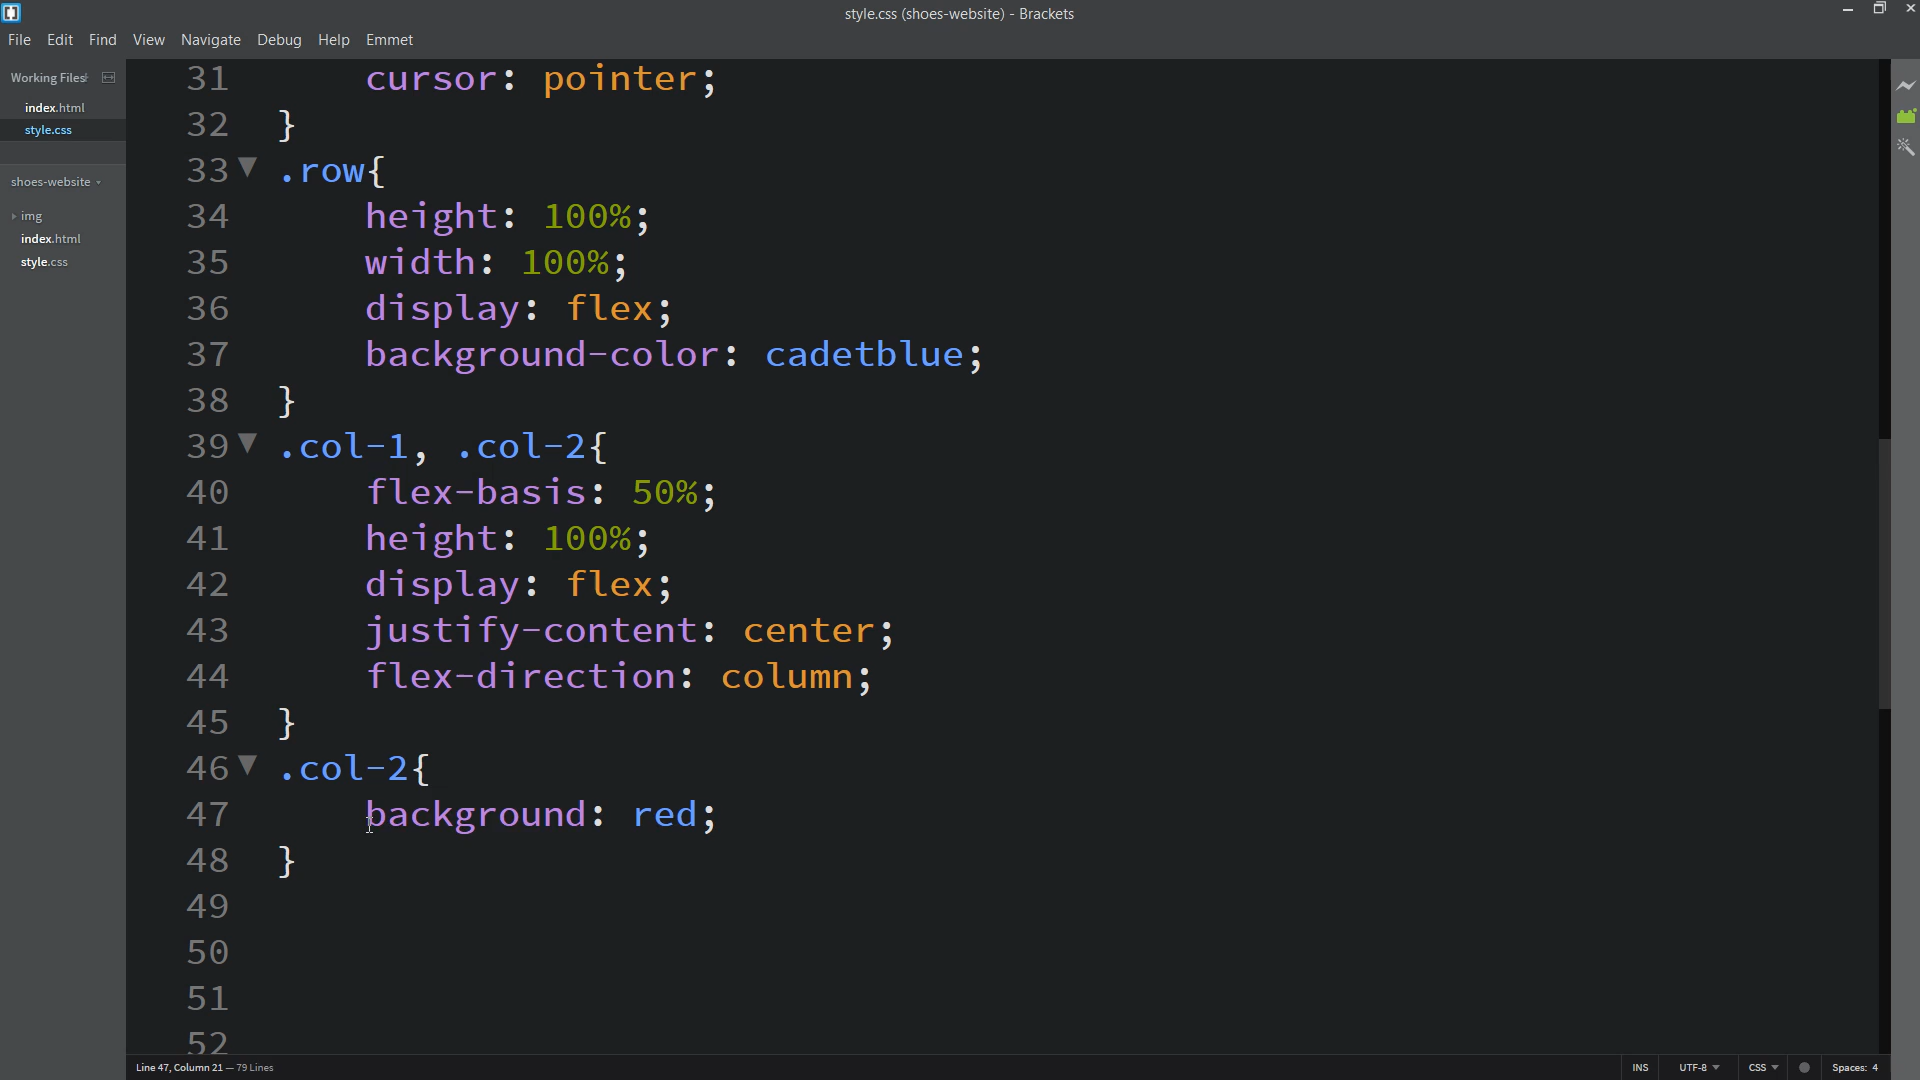 style.css (shoes-website) - Brackets
File Edit Find View Navigate Debug Help Emmet
Working Files
index.html
style.css
shoes-website
img
index.html
style.css
31 cursor: pointer;
32 }
33 .row{
34 height: 100%;
35 width: 100%;
36 display: flex;
37 background-color: cadetblue;
38 }
39 .col-1, .col-2{
40 flex-basis: 50%;
41 height: 100%;
42 display: flex;
43 justify-content: center;
44 flex-direction: column;
45 }
46 .col-2{
47 background: red;
48 }
49
50
51
52
Line 47, Column 21 — 79 Lines
INS UTF-8 CSS Spaces: 4